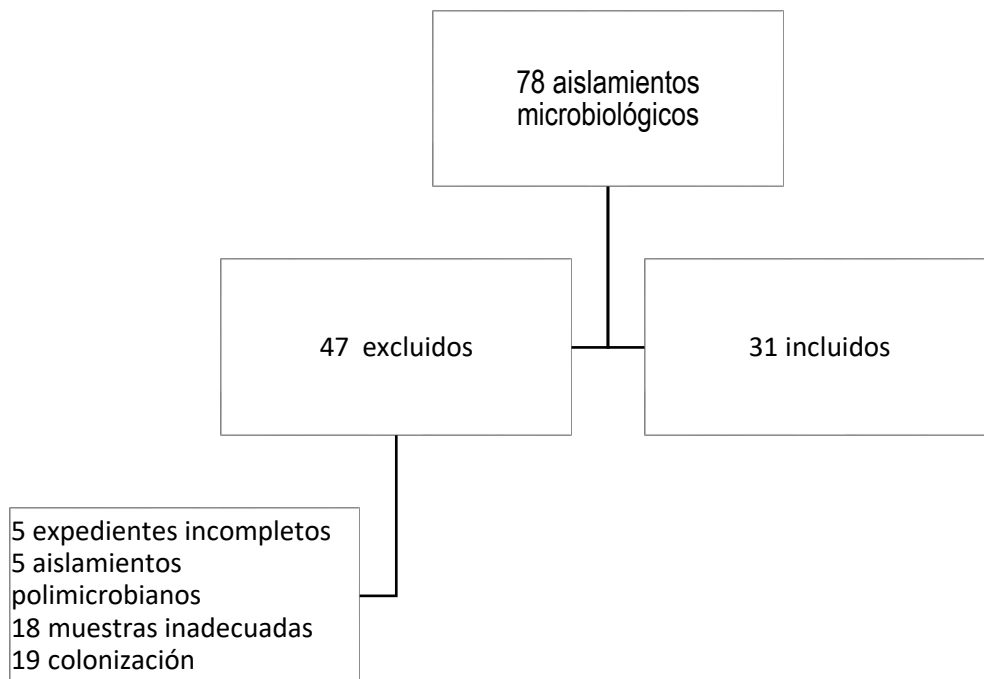 78 aislamientos
microbiológicos
47 excluidos
31 incluidos
5 expedientes incompletos
5 aislamientos
polimicrobianos
18 muestras inadecuadas
19 colonización